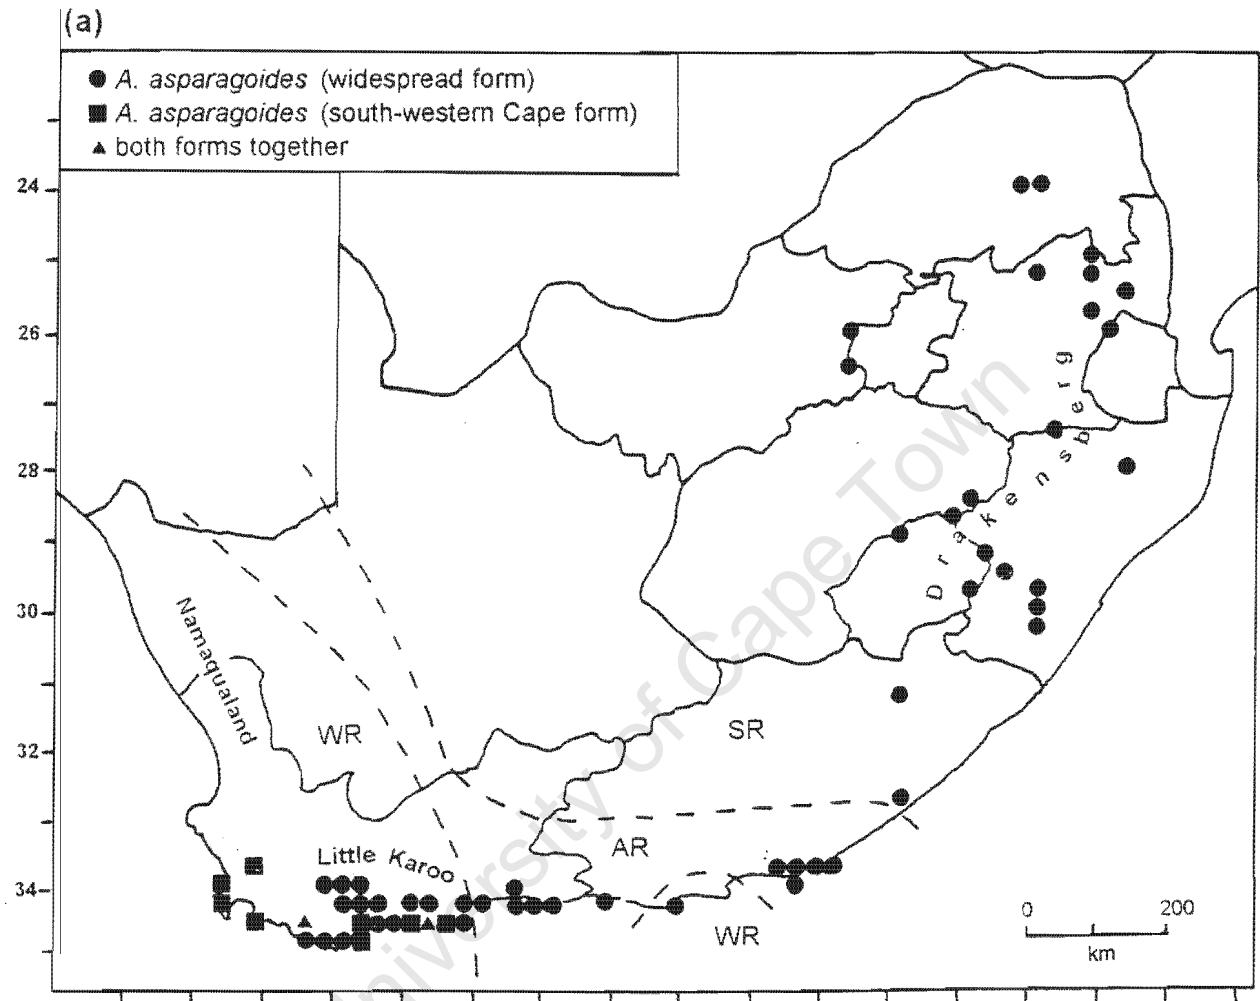 (a)
A. asparagoides (widespread form)
A. asparagoides (south-western Cape form)
both forms together
24
26
28
30
32
34
Drakensberg
Namaqualand
WR
SR
Little Karoo
AR
WR
0 200
km
University of Cape Town